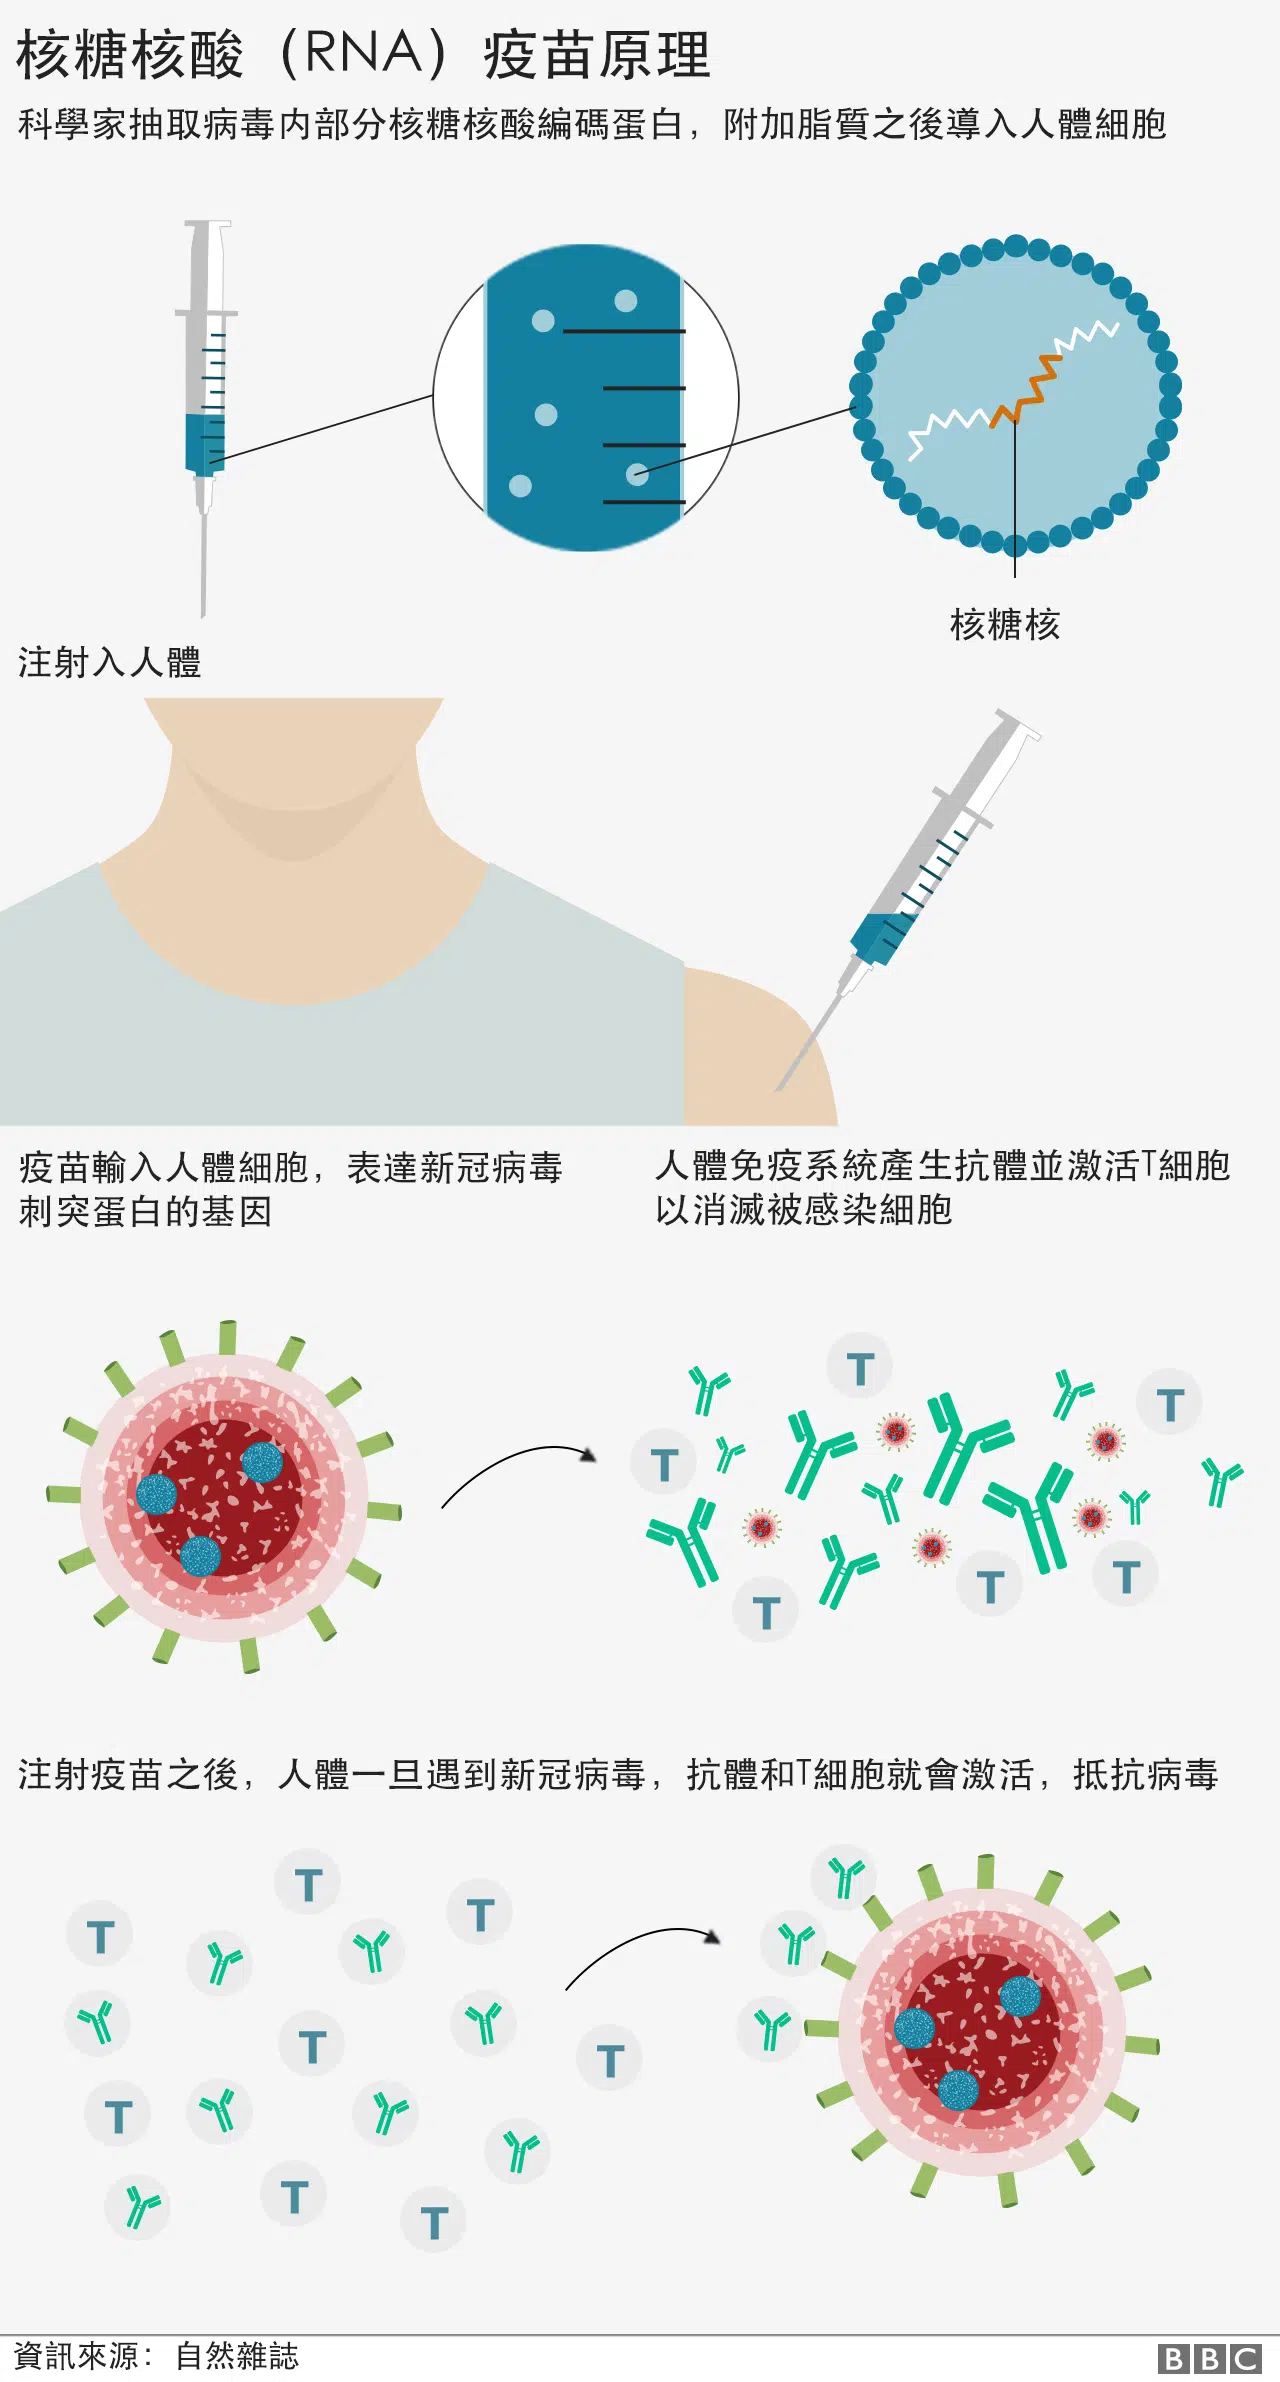 核糖核酸（RNA）疫苗原理
科學家抽取病毒内部分核糖核酸編碼蛋白，附加脂質之後導入人體細胞
核糖核
注射入人體
疫苗輸入人體細胞，表達新冠病毒
刺突蛋白的基因
人體免疫系統產生抗體並激活T細胞
以消滅被感染細胞
T
T
T
T
T
T
注射疫苗之後，人體一旦遇到新冠病毒，抗體和T細胞就會激活，抵抗病毒
T
T
T
T
T
T
T
T
資訊來源：自然雜誌
BBC